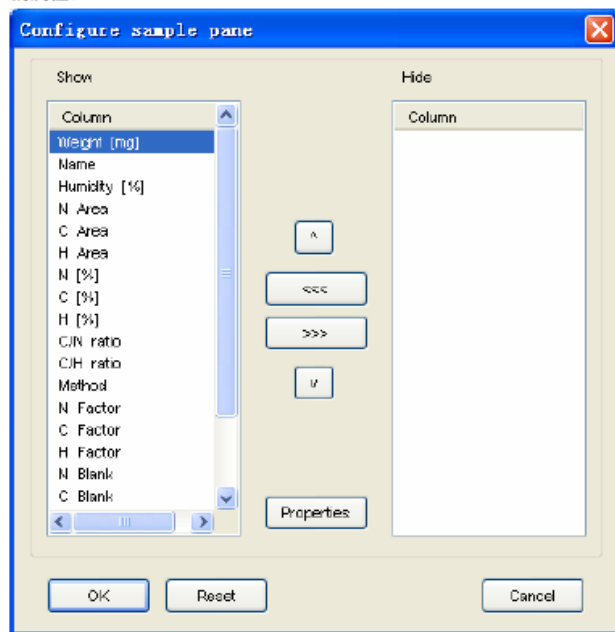 Configure sample pane
Show
Hide
Column
Column
Weight [mg]
Name
Humidity [%]
N Area
C Area
H Area
N [%]
C [%]
H [%]
C/N ratio
C/H ratio
Method
N Factor
C Factor
H Factor
N Blank
C Blank
^
<<<
>>>
v
Properties
OK
Reset
Cancel